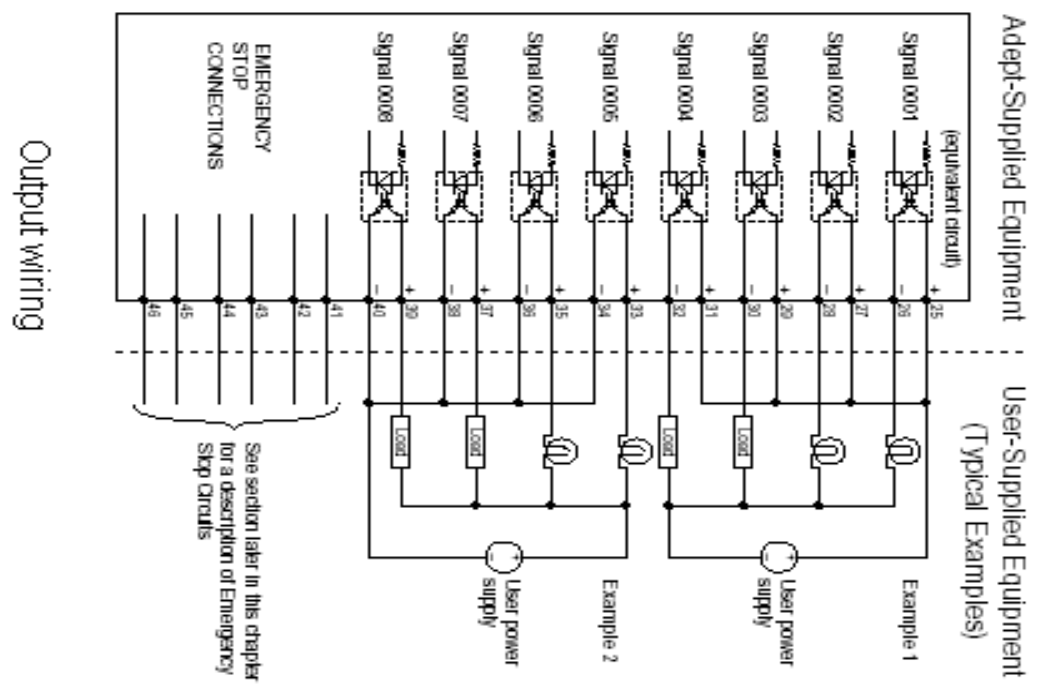 Adept-Supplied Equipment
User-Supplied Equipment
(Typical Examples)
(equivalent circuit)
Signal 0001
+ 25
– 26
Signal 0002
+ 27
– 28
Signal 0003
+ 29
– 30
Signal 0004
+ 31
– 32
Signal 0005
+ 33
– 34
Signal 0006
+ 35
– 36
Signal 0007
+ 37
– 38
Signal 0008
+ 39
– 40
EMERGENCY
STOP
CONNECTIONS
41
42
43
44
45
46
Load
Load
+
–
User power
supply
Example 1
Load
Load
+
–
User power
supply
Example 2
See section later in this chapter
for a description of Emergency
Stop Circuits
Output wiring